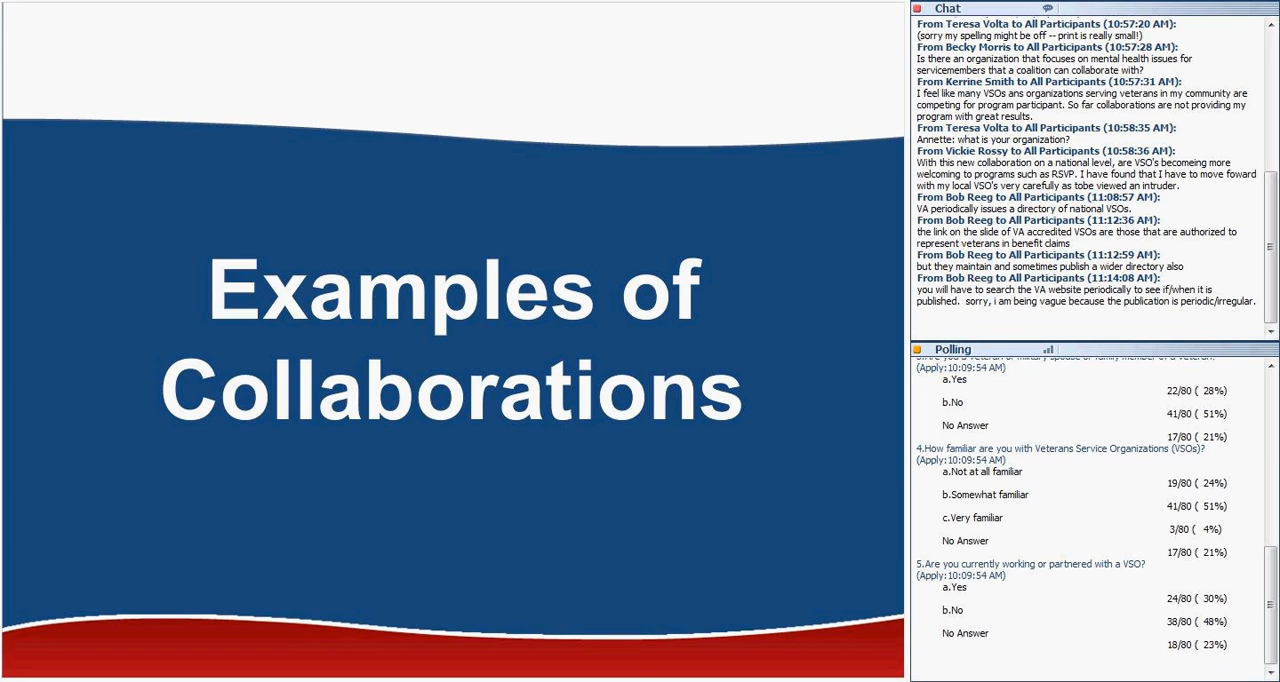 Examples of
Collaborations
Chat
From Teresa Volta to All Participants (10:57:20 AM):
(sorry my spelling might be off -- print is really small!)
From Becky Morris to All Participants (10:57:28 AM):
Is there an organization that focuses on mental health issues for
servicemembers that a coalition can collaborate with?
From Kerrine Smith to All Participants (10:57:31 AM):
I feel like many VSOs ans organizations serving veterans in my community are
competing for program participant. So far collaborations are not providing my
program with great results.
From Teresa Volta to All Participants (10:58:35 AM):
Annette: what is your organization?
From Vickie Rossy to All Participants (10:58:36 AM):
With this new collaboration on a national level, are VSO's becomeing more
welcoming to programs such as RSVP. I have found that I have to move foward
with my local VSO's very carefully as tobe viewed an intruder.
From Bob Reeg to All Participants (11:08:57 AM):
VA periodically issues a directory of national VSOs.
From Bob Reeg to All Participants (11:12:36 AM):
the link on the slide of VA accredited VSOs are those that are authorized to
represent veterans in benefit claims
From Bob Reeg to All Participants (11:12:59 AM):
but they maintain and sometimes publish a wider directory also
From Bob Reeg to All Participants (11:14:08 AM):
you will have to search the VA website periodically to see if/when it is
published. sorry, i am being vague because the publication is periodic/irregular.
Polling
3.Are you a veteran or military spouse or family member of a veteran?
(Apply:10:09:54 AM)
a.Yes
22/80 ( 28%)
b.No
41/80 ( 51%)
No Answer
17/80 ( 21%)
4.How familiar are you with Veterans Service Organizations (VSOs)?
(Apply:10:09:54 AM)
a.Not at all familiar
19/80 ( 24%)
b.Somewhat familiar
41/80 ( 51%)
c.Very familiar
3/80 ( 4%)
No Answer
17/80 ( 21%)
5.Are you currently working or partnered with a VSO?
(Apply:10:09:54 AM)
a.Yes
24/80 ( 30%)
b.No
38/80 ( 48%)
No Answer
18/80 ( 23%)